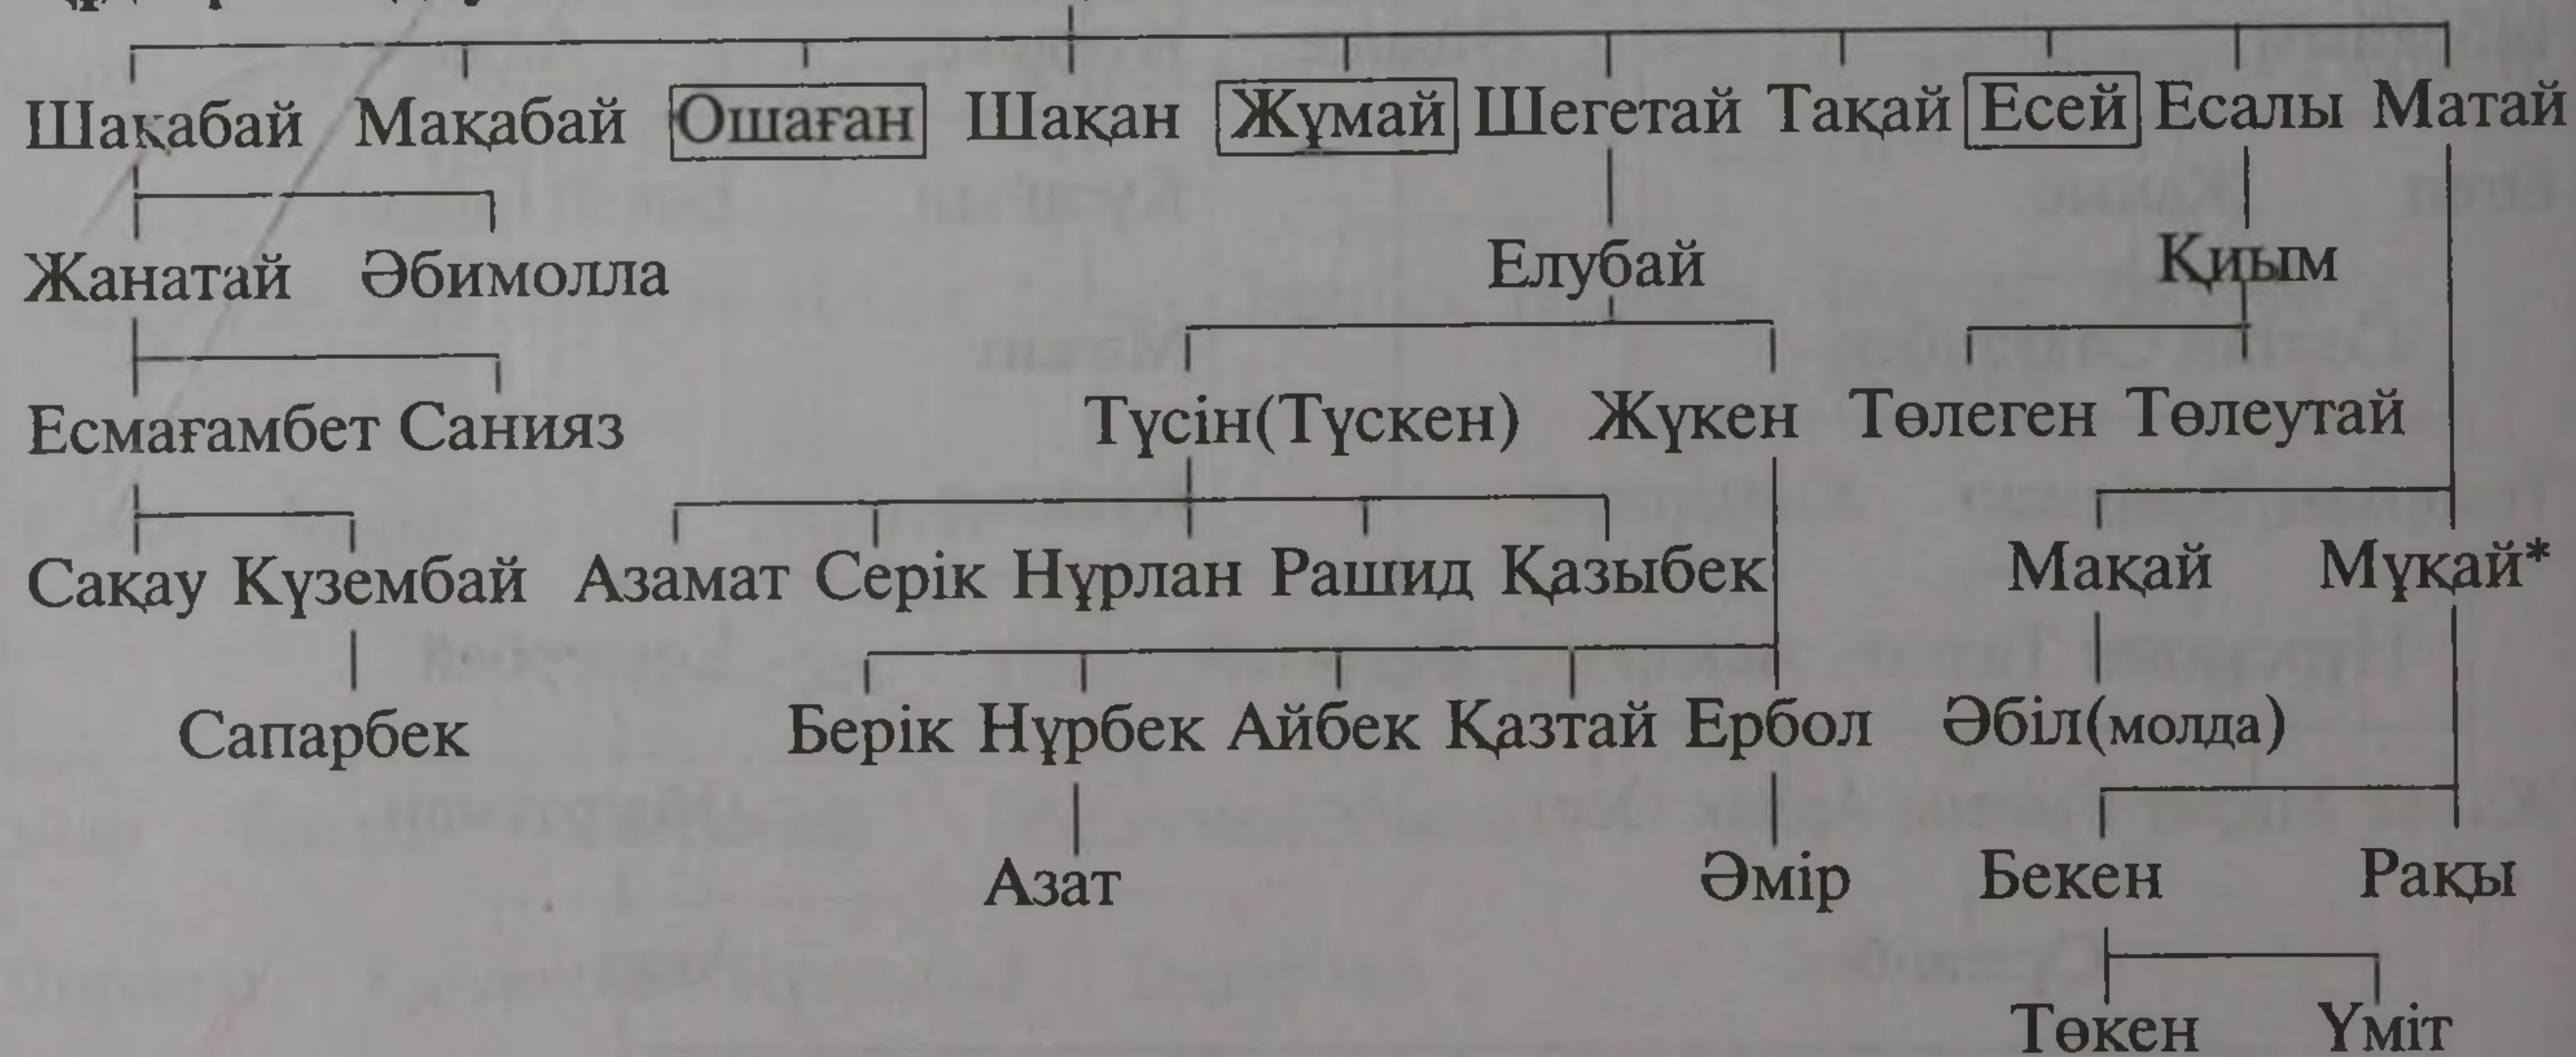 Шақабай Мақабай Ошаған Шақан Жұмай Шегетай Тақай Есей Есалы Матай
Жанатай Әбимолла Елубай Қиым
Есмағамбет Санияз Түсін(Түскен) Жүкен Төлеген Төлеутай
Сақау Күзембай Азамат Серік Нұрлан Рашид Қазыбек Мақай Мұқай*
Сапарбек Берік Нұрбек Айбек Қазтай Ербол Әбіл(молда)
Азат Әмір Бекен Рақы
Төкен Үміт